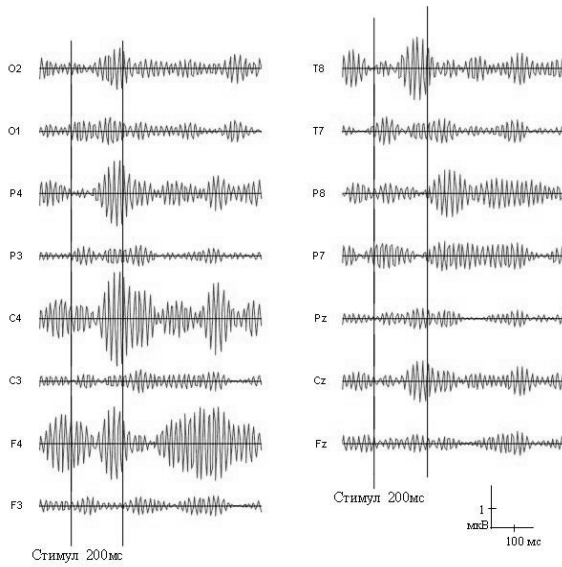 O2
O1
P4
P3
C4
C3
F4
F3
Стимул 200мс
T8
T7
P8
P7
Pz
Cz
Fz
Стимул 200мс
1
мкВ
100 мс